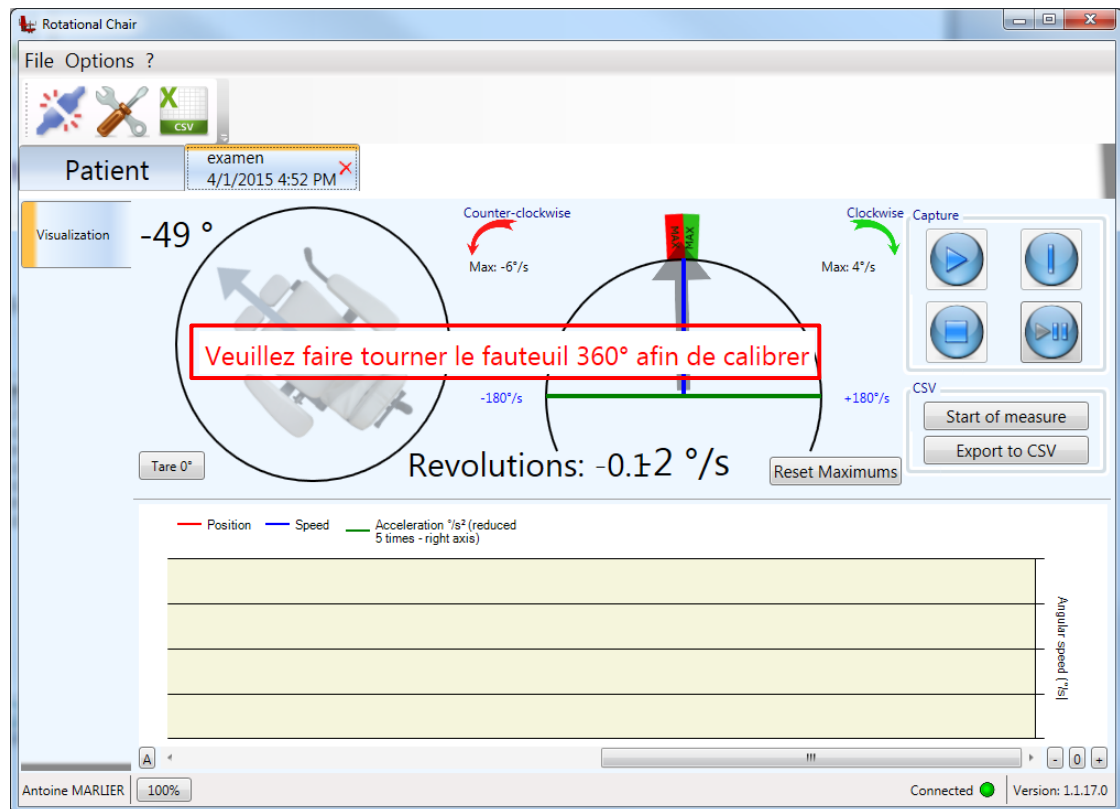 Rotational Chair
File Options ?
X
CSV
Patient
examen
4/1/2015 4:52 PM
Visualization
-49 °
Counter-clockwise
Max: -6°/s
MAX
MAX
Clockwise
Max: 4°/s
Capture
Veuillez faire tourner le fauteuil 360° afin de calibrer
-180°/s
+180°/s
CSV
Start of measure
Export to CSV
Tare 0°
Revolutions: -0.1
2 °/s
Reset Maximums
Position
Speed
Acceleration °/s² (reduced
5 times - right axis)
Angular speed (°/s)
A
- 0 +
Antoine MARLIER
100%
Connected
Version: 1.1.17.0